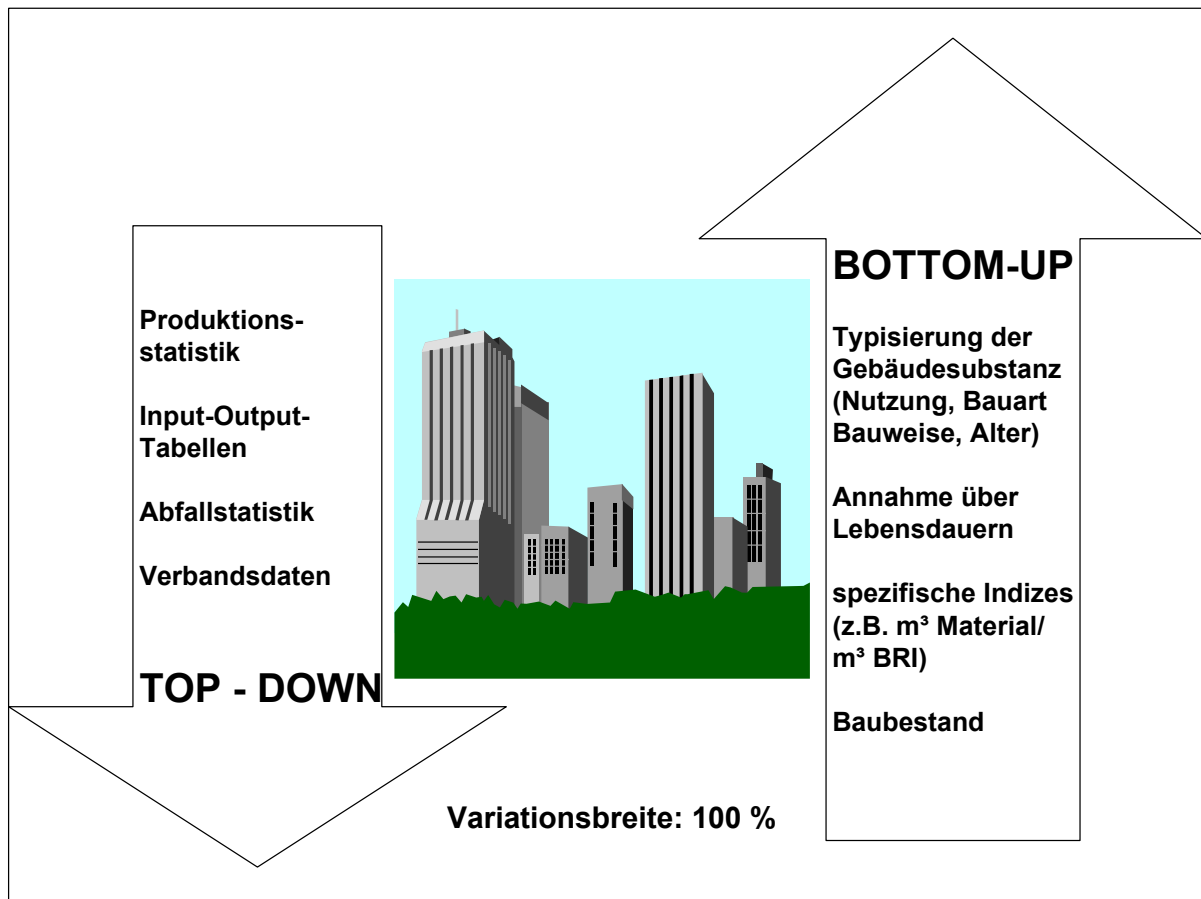 Produktions-
statistik
Input-Output-
Tabellen
Abfallstatistik
Verbandsdaten
TOP - DOWN
BOTTOM-UP
Typisierung der
Gebäudesubstanz
(Nutzung, Bauart
Bauweise, Alter)
Annahme über
Lebensdauern
spezifische Indizes
(z.B. m³ Material/
m³ BRI)
Baubestand
Variationsbreite: 100 %